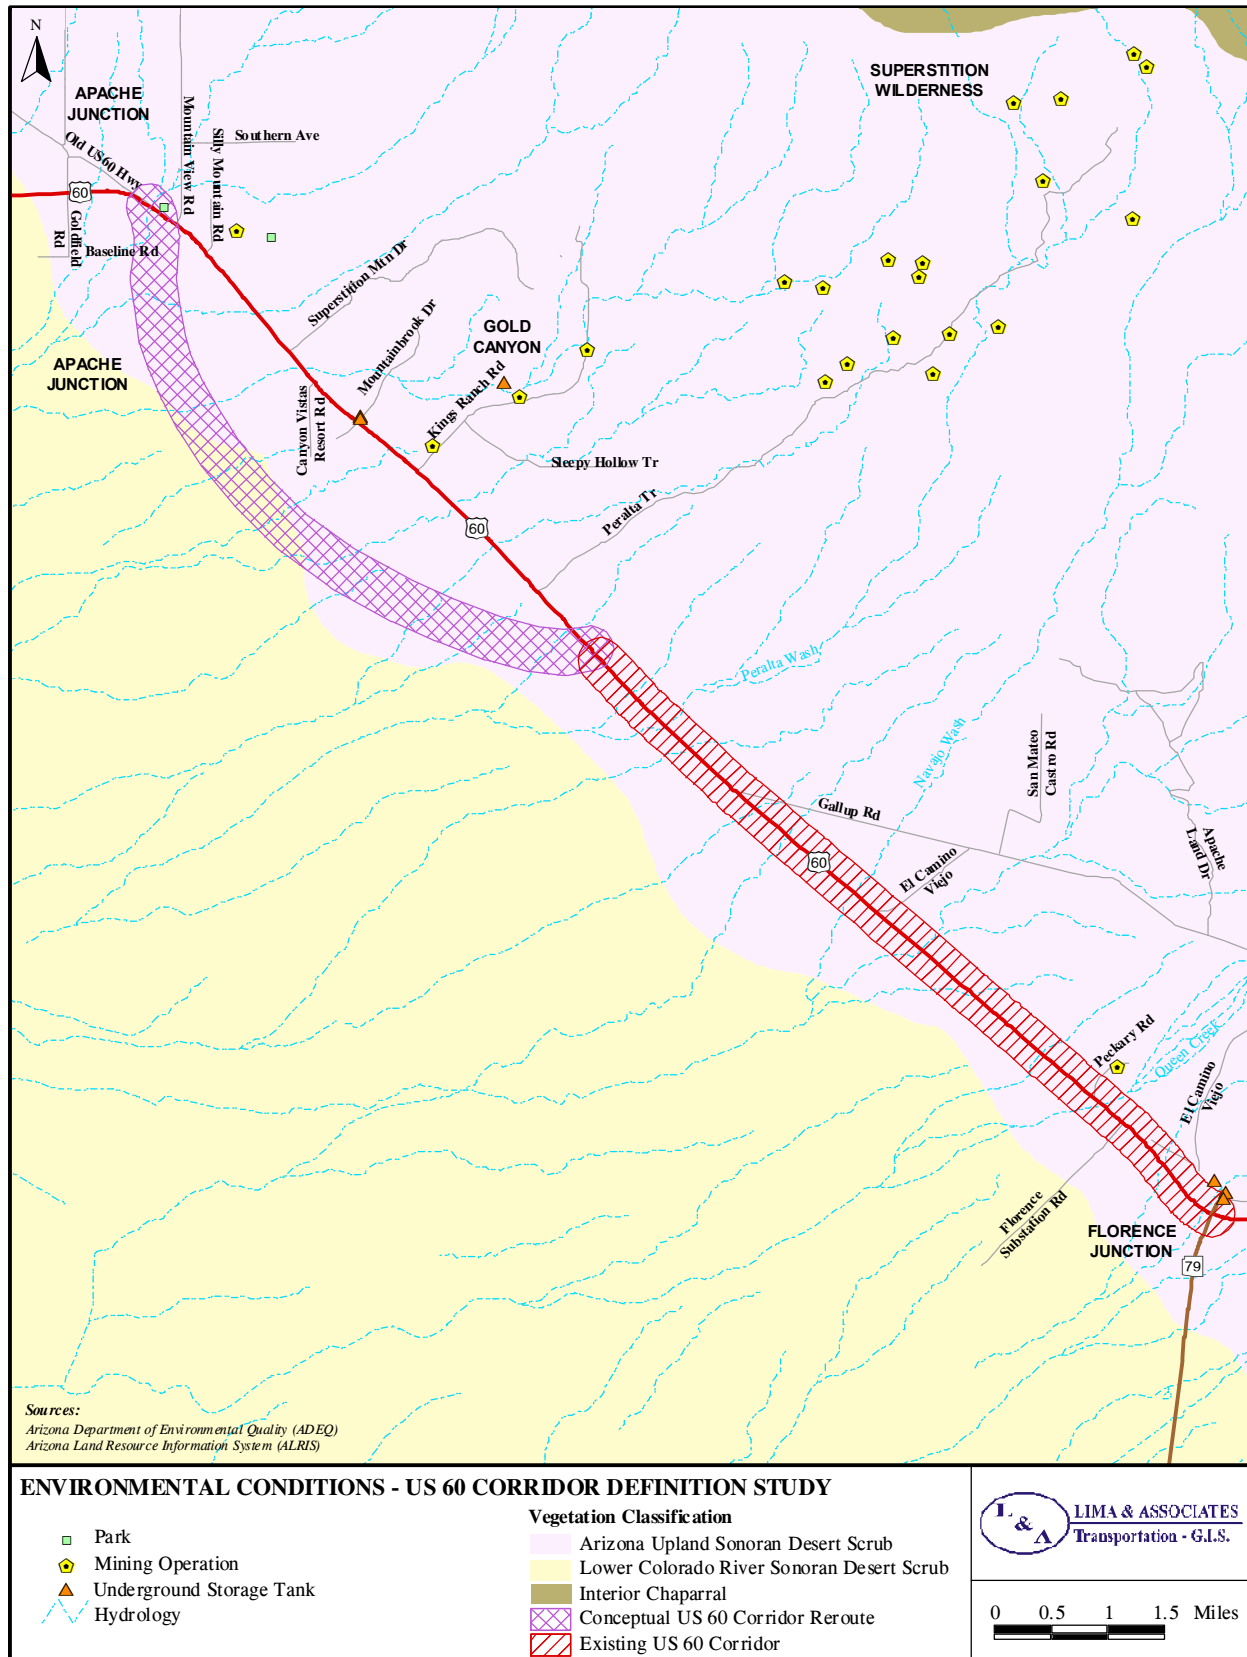 N
APACHE
JUNCTION
SUPERSTITION
WILDERNESS
Old US60 Hwy
Mountain View Rd
Silly Mountain Rd
Southern Ave
60
Goldfield
Rd
Baseline Rd
Superstition Mtn Dr
Mountainbrook Dr
GOLD
CANYON
APACHE
JUNCTION
Canyon Vistas
Resort Rd
Kings Ranch Rd
Sleepy Hollow Tr
Peralta Tr
60
Peralta Wash
Navajo Wash
San Mateo
Castro Rd
Gallup Rd
Apache
Land Dr
60
El Camino
Viejo
Peckary Rd
Queen Creek
El Camino
Viejo
Florence
Substation Rd
FLORENCE
JUNCTION
79
Sources:
Arizona Department of Environmental Quality (ADEQ)
Arizona Land Resource Information System (ALRIS)
ENVIRONMENTAL CONDITIONS - US 60 CORRIDOR DEFINITION STUDY
Park
Mining Operation
Underground Storage Tank
Hydrology
Vegetation Classification
Arizona Upland Sonoran Desert Scrub
Lower Colorado River Sonoran Desert Scrub
Interior Chaparral
Conceptual US 60 Corridor Reroute
Existing US 60 Corridor
L & A
LIMA & ASSOCIATES
Transportation - G.I.S.
0 0.5 1 1.5 Miles